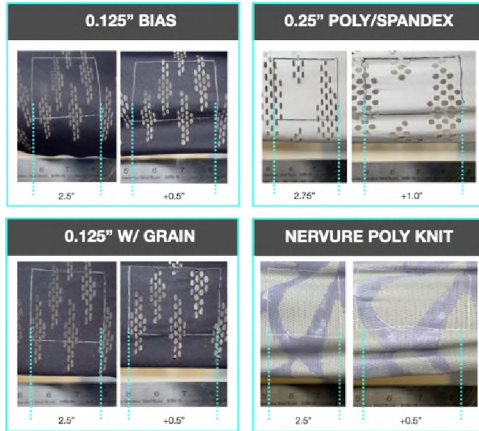 0.125” BIAS
2.5”
+0.5”
0.25” POLY/SPANDEX
2.75”
+1.0”
0.125” W/ GRAIN
2.5”
+0.5”
NERVURE POLY KNIT
2.5”
+0.5”